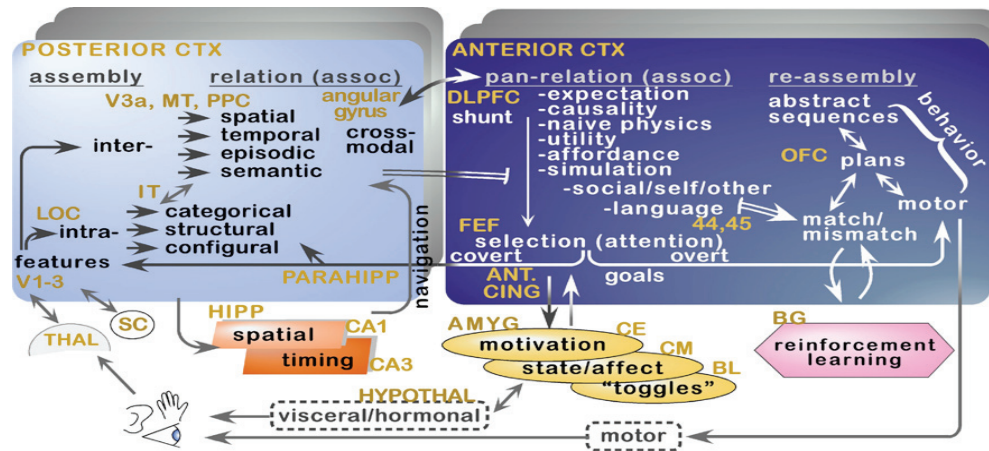 POSTERIOR CTX
assembly
relation (assoc)
V3a, MT, PPC
angular
gyrus
spatial
temporal
episodic
semantic
cross-
modal
inter-
IT
LOC
intra-
categorical
structural
configural
features
V1-3
PARAHIPP
navigation
ANTERIOR CTX
pan-relation (assoc)
DLPFC
shunt
-expectation
-causality
-naive physics
-utility
-affordance
-simulation
-social/self/other
-language
44,45
FEF
selection (attention)
covert
overt
goals
ANT.
CING
re-assembly
abstract
sequences
behavior
OFC
plans
motor
match/
mismatch
THAL
SC
HIPP
spatial
CA1
timing
CA3
AMYG
CE
motivation
CM
state/affect
BL
“toggles”
BG
reinforcement
learning
HYPOTHAL
visceral/hormonal
motor